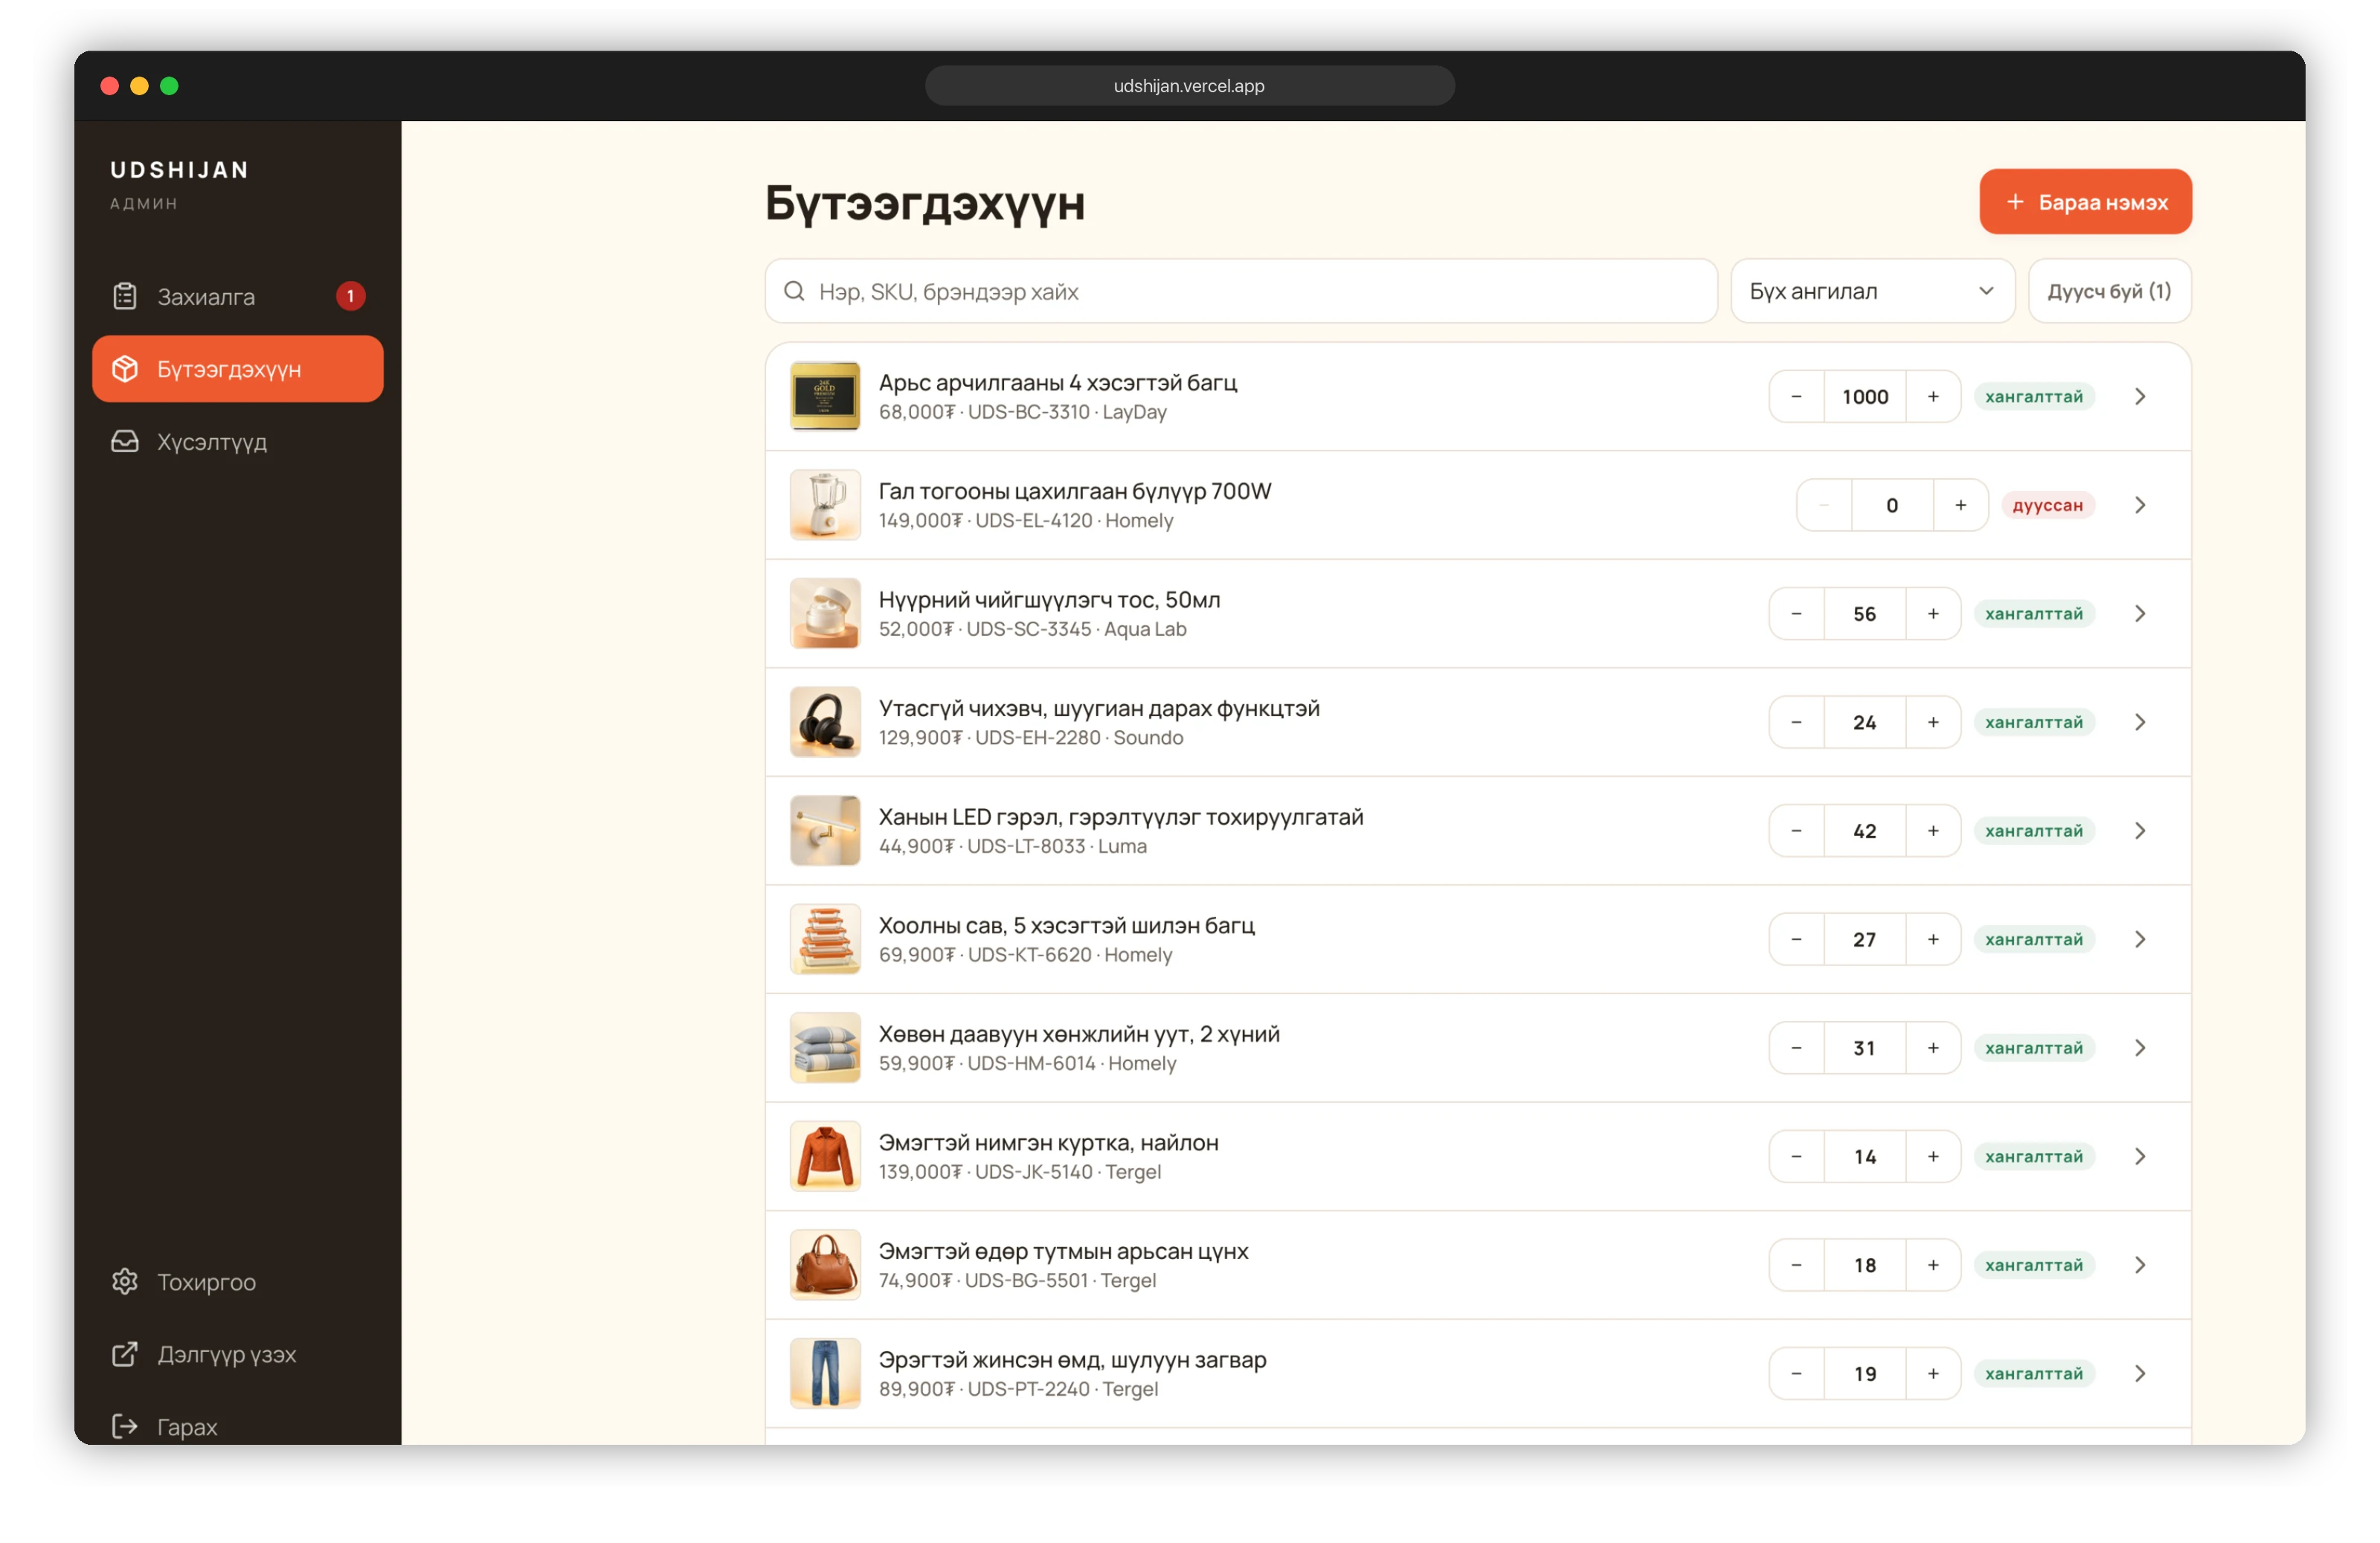 udshijan.vercel.app
UDSHIJAN
АДМИН
Захиалга 1
Бүтээгдэхүүн
Хүсэлтүүд
Тохиргоо
Дэлгүүр үзэх
Гарах
Бүтээгдэхүүн
+ Бараа нэмэх
Нэр, SKU, брэндээр хайх
Бүх ангилал
Дуусч буй (1)
24K
GOLD
Арьс арчилгааны 4 хэсэгтэй багц
68,000₮ · UDS-BC-3310 · LayDay
− 1000 + хангалттай
Гал тогооны цахилгаан бүлүүр 700W
149,000₮ · UDS-EL-4120 · Homely
− 0 + дууссан
Нүүрний чийгшүүлэгч тос, 50мл
52,000₮ · UDS-SC-3345 · Aqua Lab
− 56 + хангалттай
Утасгүй чихэвч, шуугиан дарах функцтэй
129,900₮ · UDS-EH-2280 · Soundo
− 24 + хангалттай
Ханын LED гэрэл, гэрэлтүүлэг тохируулгатай
44,900₮ · UDS-LT-8033 · Luma
− 42 + хангалттай
Хоолны сав, 5 хэсэгтэй шилэн багц
69,900₮ · UDS-KT-6620 · Homely
− 27 + хангалттай
Хөвөн даавуун хөнжлийн уут, 2 хүний
59,900₮ · UDS-HM-6014 · Homely
− 31 + хангалттай
Эмэгтэй нимгэн куртка, найлон
139,000₮ · UDS-JK-5140 · Tergel
− 14 + хангалттай
Эмэгтэй өдөр тутмын арьсан цүнх
74,900₮ · UDS-BG-5501 · Tergel
− 18 + хангалттай
Эрэгтэй жинсэн өмд, шулуун загвар
89,900₮ · UDS-PT-2240 · Tergel
− 19 + хангалттай